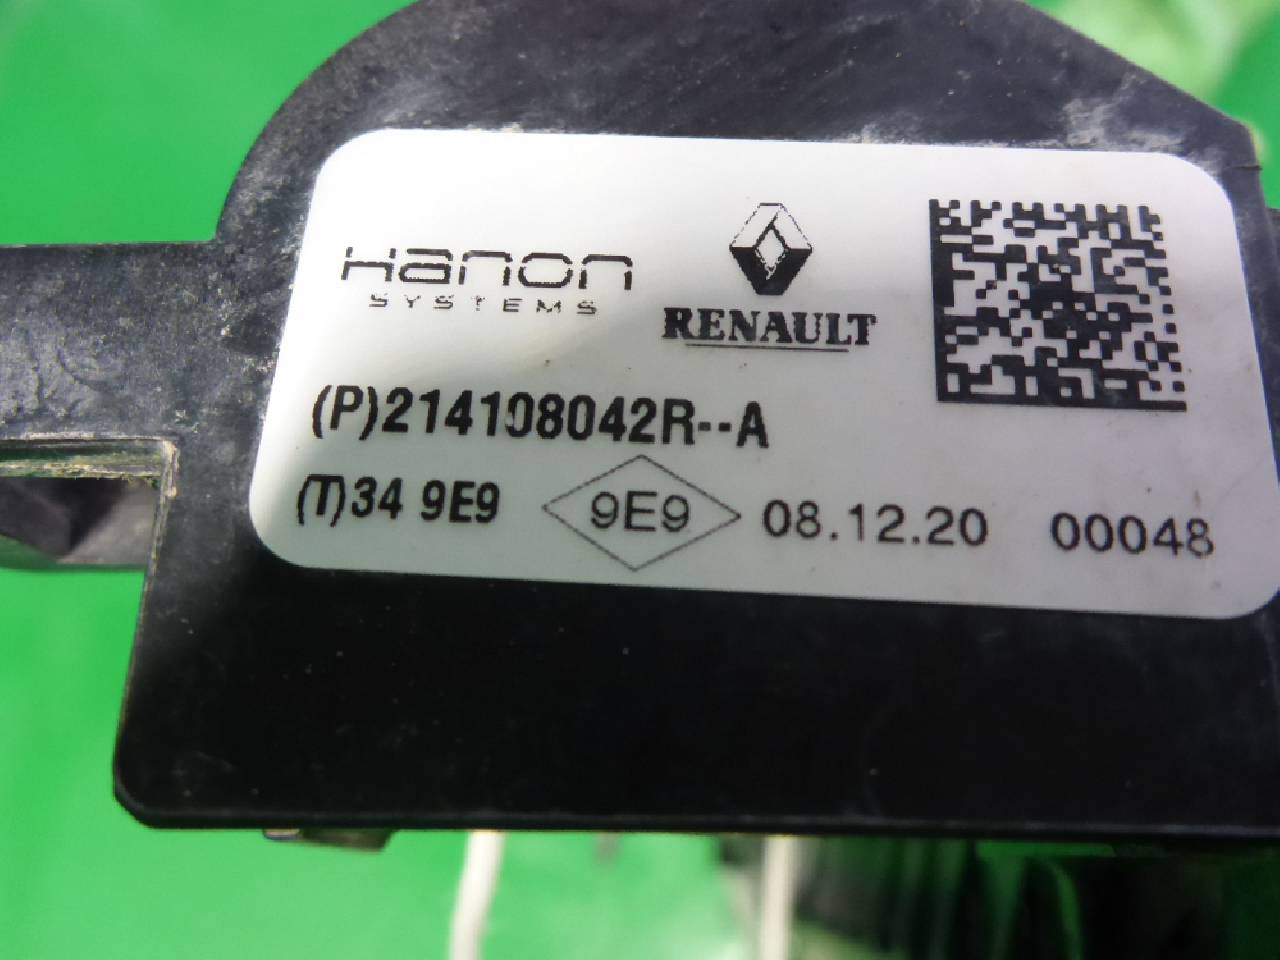 Hanon
SYSTEMS
RENAULT
(P)214108042R--A
(T)34 9E9
9E9
08.12.20
00048